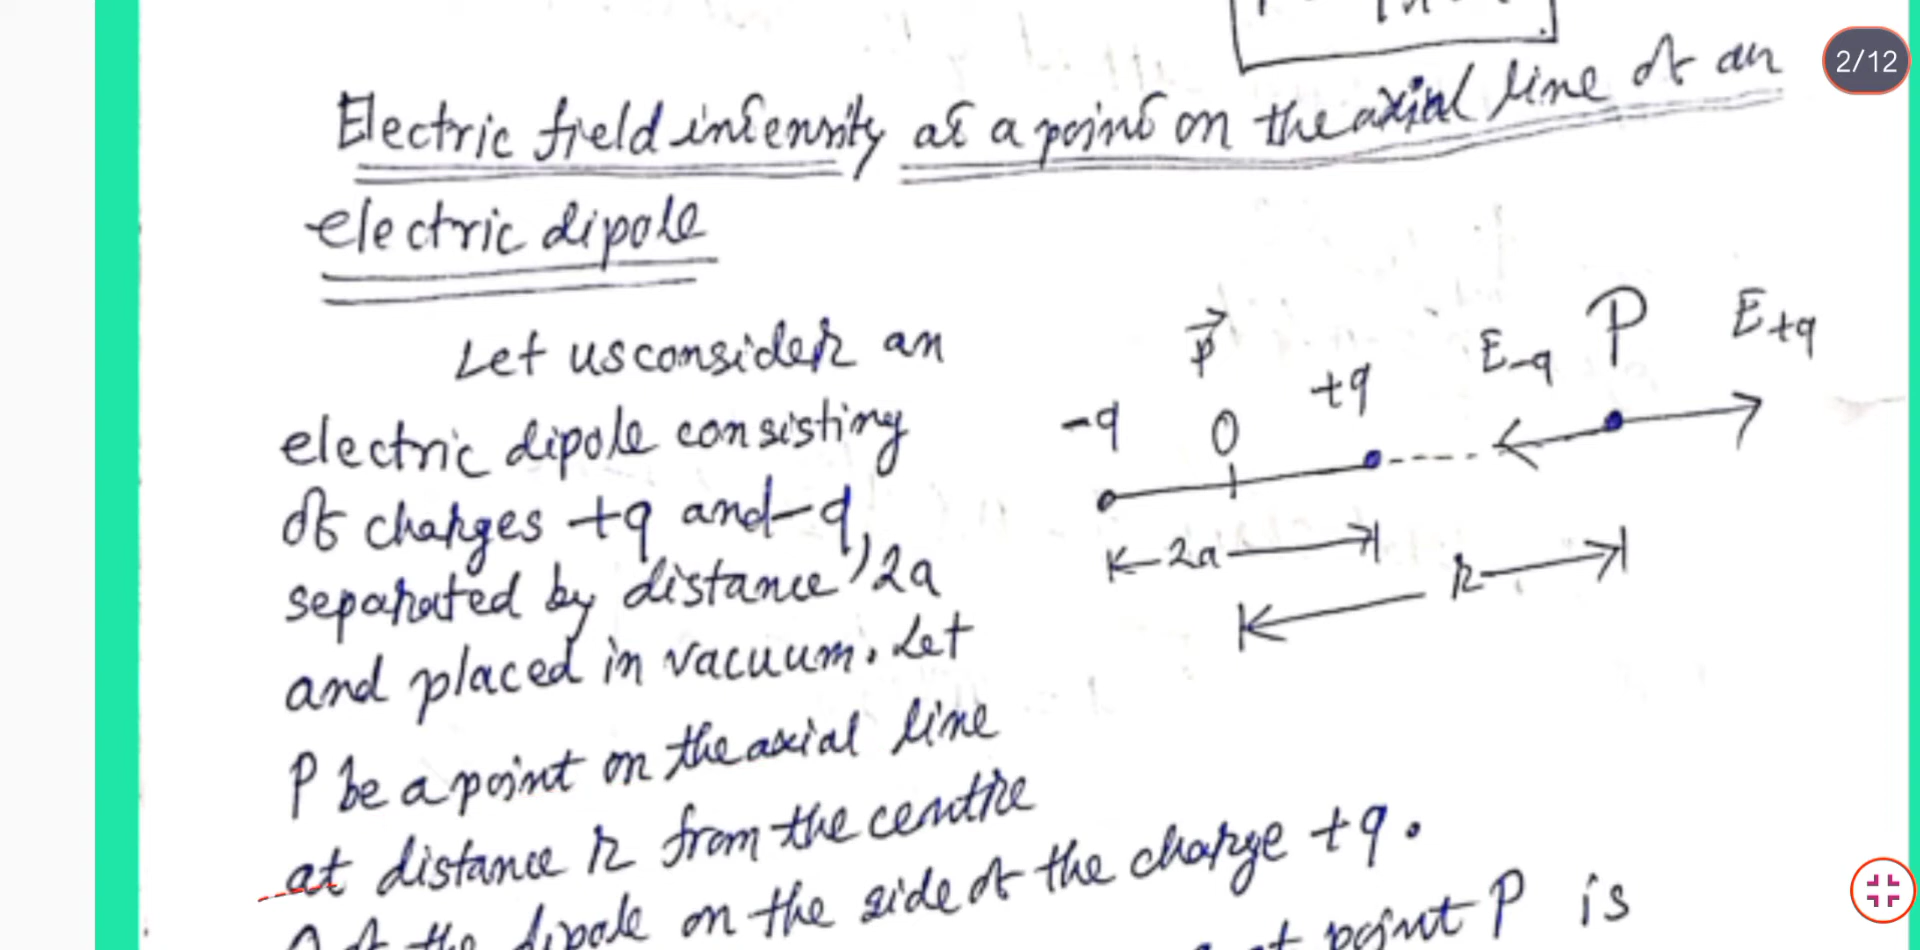 2/12
Electric field intensity at a point on the axial line of an
electric dipole
Let us consider an
electric dipole consisting
of charges +q and -q,
separated by distance '2a
and placed in vacuum. Let
P be a point on the axial line
at distance r from the centre
O of the dipole on the side of the charge +q.
at point P is
p⃗
-q
O
+q
E-q
P
E+q
2a
r